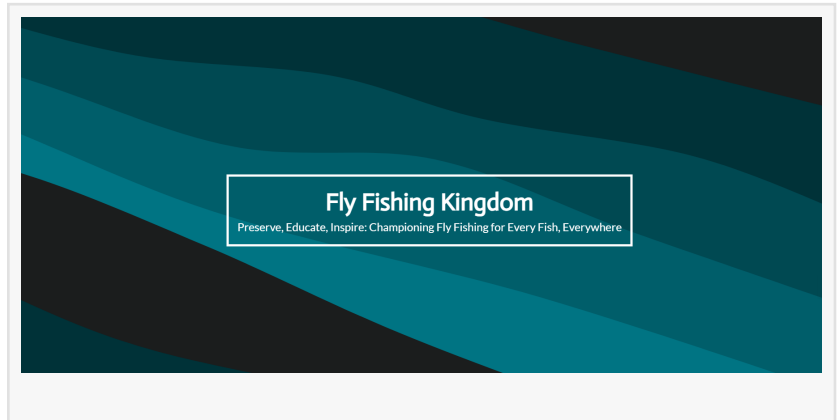 Fly Fishing Kingdom
Preserve, Educate, Inspire: Championing Fly Fishing for Every Fish, Everywhere